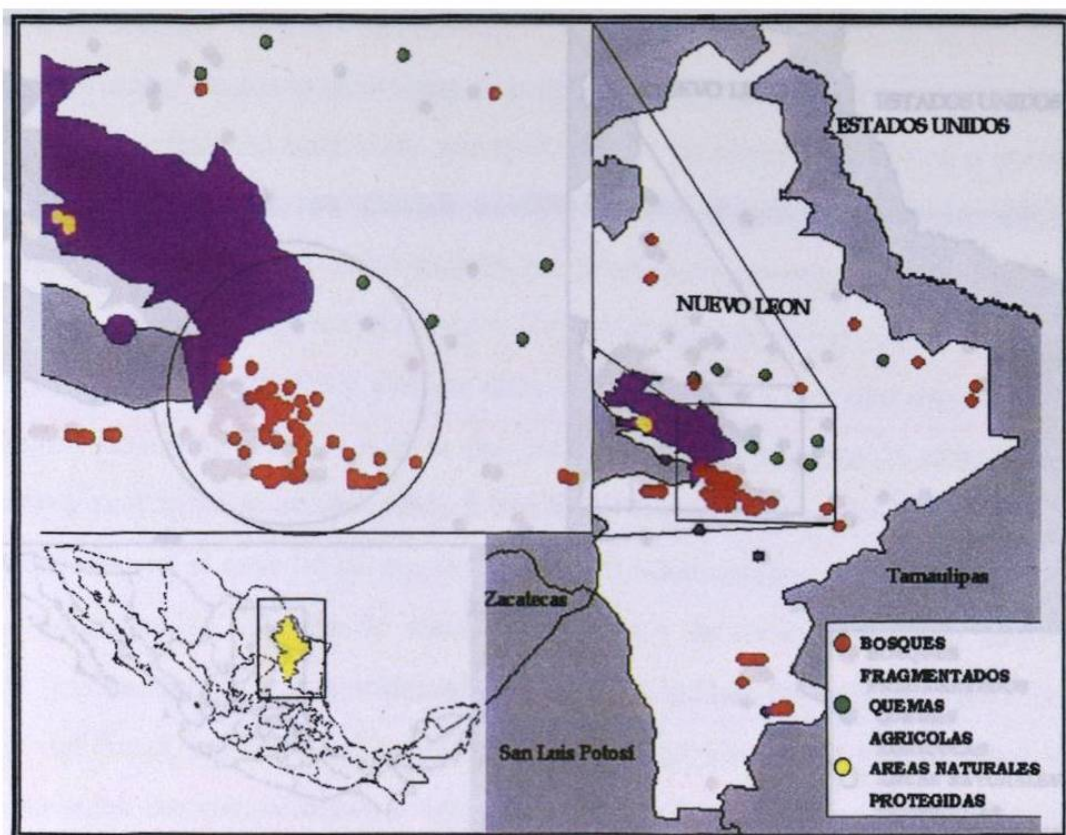 ESTADOS UNIDOS
NUEVO LEON
Tamaulipas
Zacatecas
San Luis Potosí
BOSQUES
FRAGMENTADOS
QUEMAS
AGRICOLAS
AREAS NATURALES
PROTEGIDAS